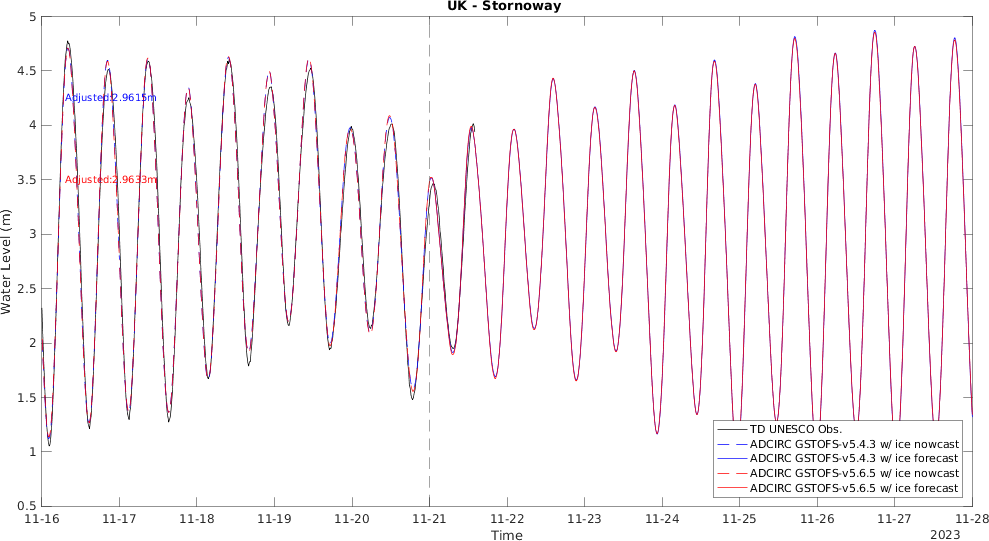 UK - Stornoway
5
4.5
4
3.5
3
2.5
2
1.5
1
0.5
Water Level (m)
Adjusted:2.9615m
Adjusted:2.9633m
TD UNESCO Obs.
ADCIRC GSTOFS-v5.4.3 w/ ice nowcast
ADCIRC GSTOFS-v5.4.3 w/ ice forecast
ADCIRC GSTOFS-v5.6.5 w/ ice nowcast
ADCIRC GSTOFS-v5.6.5 w/ ice forecast
11-16 11-17 11-18 11-19 11-20 11-21 11-22 11-23 11-24 11-25 11-26 11-27 11-28
Time
2023